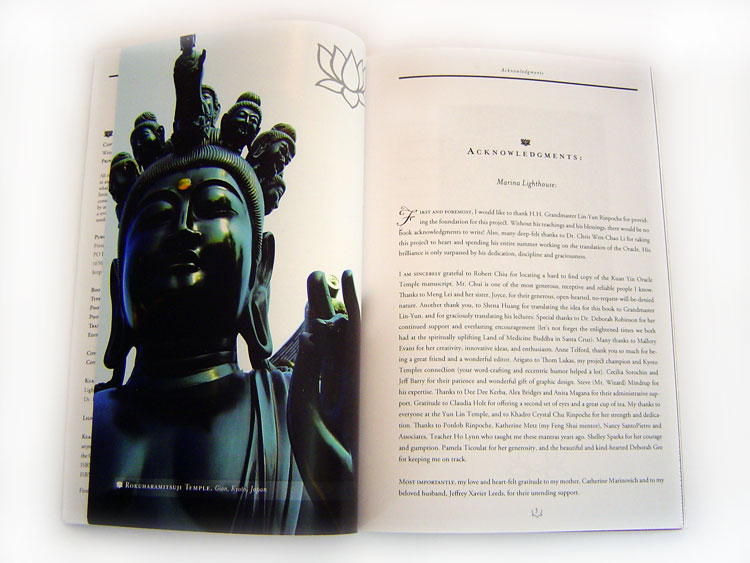 ROKUHARAMITSUJI TEMPLE. Gion, Kyoto, Japan
Acknowledgments
ACKNOWLEDGMENTS:
Marina Lighthouse:
FIRST AND FOREMOST, I would like to thank H.H. Grandmaster Lin-Yun Rinpoche for provid-
ing the foundation for this project. Without his teachings and his blessings, there would be no
book acknowledgments to write! Also, many deep-felt thanks to Dr. Chris Wen-Chao Li for taking
this project to heart and spending his entire summer working on the translation of the Oracle. His
brilliance is only surpassed by his dedication, discipline and graciousness.
I AM SINCERELY grateful to Robert Chiu for locating a hard to find copy of the Kuan Yin Oracle
Temple manuscript. Mr. Chui is one of the most generous, receptive and reliable people I know.
Thanks to Meng Lei and her sister, Joyce, for their generous, open-hearted, no-request-will-be-denied
nature. Another thank you, to Shena Huang for translating the idea for this book to Grandmaster
Lin-Yun, and for graciously translating his lectures. Special thanks to Dr. Deborah Robinson for her
continued support and everlasting encouragement (let's not forget the enlightened times we both
had at the spiritually uplifting Land of Medicine Buddha in Santa Cruz). Many thanks to Mallory
Evans for her creativity, innovative ideas, and enthusiasm. Anne Telford, thank you so much for be-
ing a great friend and a wonderful editor. Arigato to Thom Lukas, my project champion and Kyoto
Temples connection (your word-crafting and eccentric humor helped a lot). Cecilia Sorochin and
Jeff Barry for their patience and wonderful gift of graphic design. Steve (Mr. Wizard) Mindrup for
his expertise. Thanks to Dee Dee Kerba, Alex Bridges and Anita Magana for their administrative sup-
port. Gratitude to Claudia Holt for offering a second set of eyes and a great cup of tea. My thanks to
everyone at the Yun Lin Temple, and to Khadro Crystal Chu Rinpoche for her strength and dedica-
tion. Thanks to Ponlob Rinpoche, Katherine Metz (my Feng Shui mentor), Nancy SantoPietro and
Associates, Teacher Ho Lynn who taught me these mantras years ago. Shelley Sparks for her courage
and gumption. Pamela Ticoulat for her generosity, and the beautiful and kind-hearted Deborah Gee
for keeping me on track.
MOST IMPORTANTLY, my love and heart-felt gratitude to my mother, Catherine Marinovich and to my
beloved husband, Jeffrey Xavier Leeds, for their unending support.